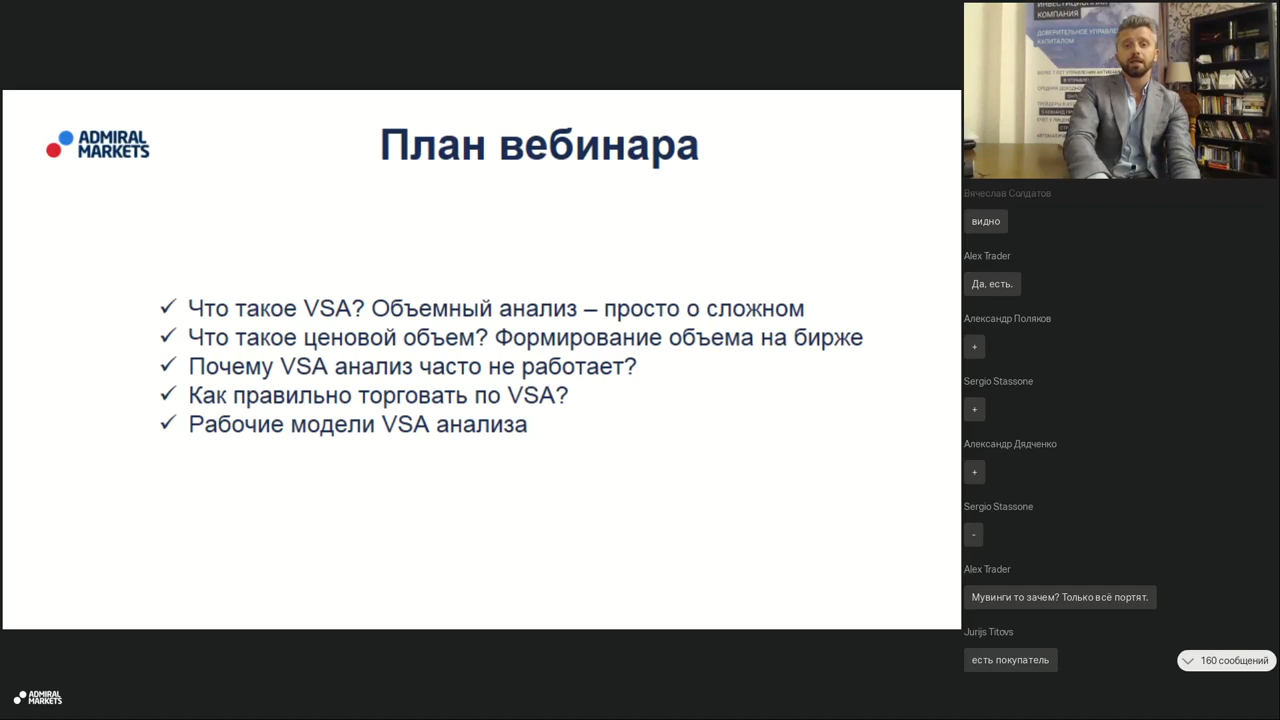 ADMIRAL
MARKETS
План вебинара
✓ Что такое VSA? Объемный анализ – просто о сложном
✓ Что такое ценовой объем? Формирование объема на бирже
✓ Почему VSA анализ часто не работает?
✓ Как правильно торговать по VSA?
✓ Рабочие модели VSA анализа
ADMIRAL
MARKETS
КОМПАНИЯ
ДОВЕРИТЕЛЬНОЕ
КАПИТАЛОМ
Вячеслав Солдатов
видно
Alex Trader
Да, есть.
Александр Поляков
+
Sergio Stassone
+
Александр Дядченко
+
Sergio Stassone
-
Alex Trader
Мувинги то зачем? Только всё портят.
Jurijs Titovs
есть покупатель
160 сообщений